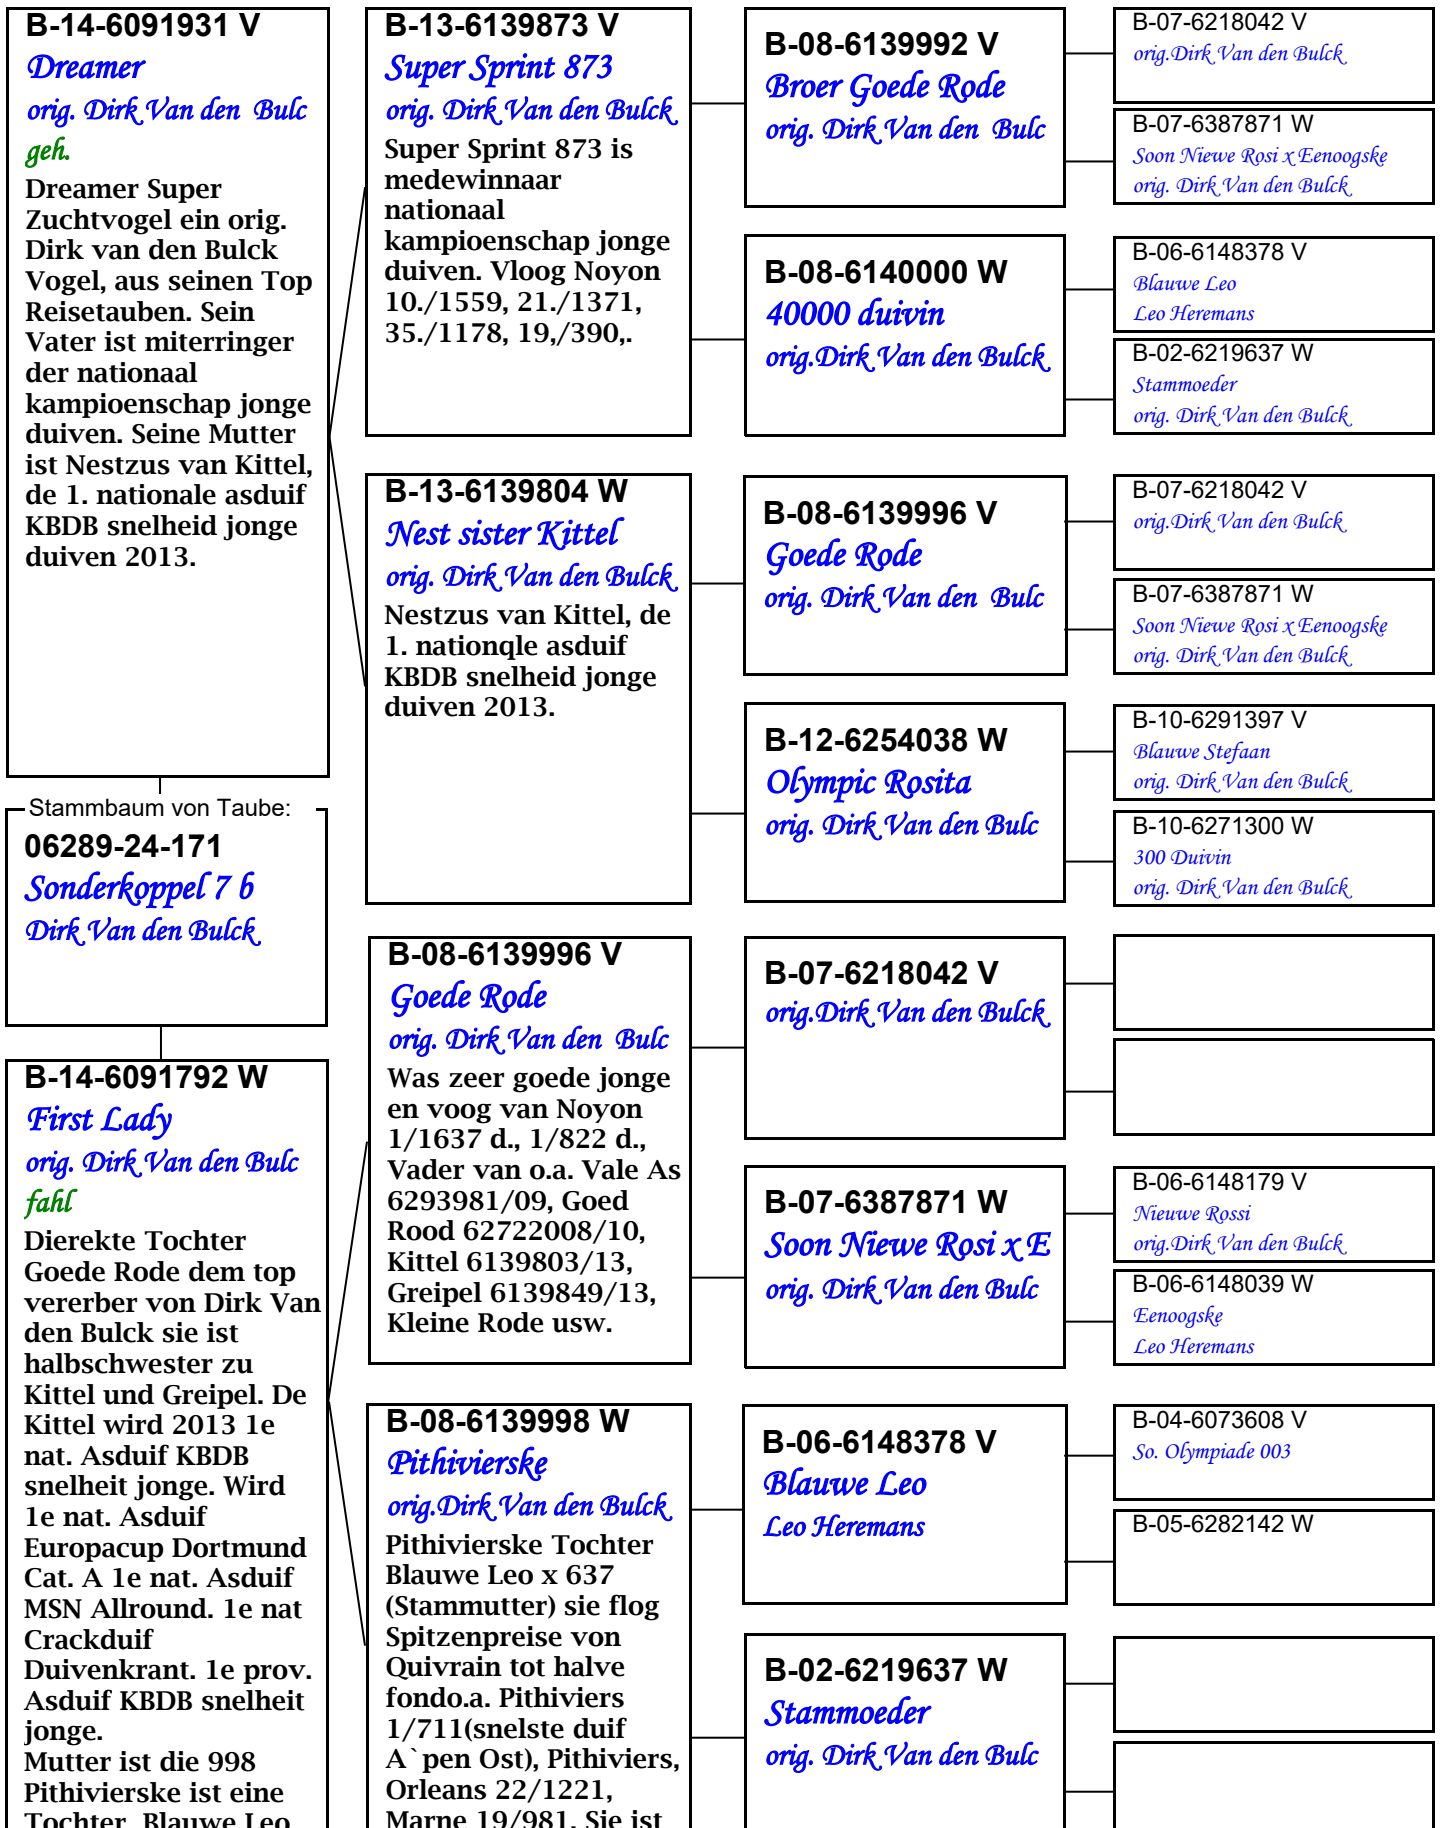 B-14-6091931 V
Dreamer
orig. Dirk Van den  Bulc
geh.
Dreamer Super
Zuchtvogel ein orig.
Dirk van den Bulck
Vogel, aus seinen Top
Reisetauben. Sein
Vater ist miterringer
der nationaal
kampioenschap jonge
duiven. Seine Mutter
ist Nestzus van Kittel,
de 1. nationale asduif
KBDB snelheid jonge
duiven 2013.
Stammbaum von Taube:
06289-24-171
Sonderkoppel 7 b
Dirk Van den Bulck
B-14-6091792 W
First Lady
orig. Dirk Van den Bulc
fahl
Dierekte Tochter
Goede Rode dem top
vererber von Dirk Van
den Bulck sie ist
halbschwester zu
Kittel und Greipel. De
Kittel wird 2013 1e
nat. Asduif KBDB
snelheit jonge. Wird
1e nat. Asduif
Europacup Dortmund
Cat. A 1e nat. Asduif
MSN Allround. 1e nat
Crackduif
Duivenkrant. 1e prov.
Asduif KBDB snelheit
jonge.
Mutter ist die 998
Pithivierske ist eine
Tochter  Blauwe Leo
B-13-6139873 V
Super Sprint 873
orig. Dirk Van den Bulck
Super Sprint 873 is
medewinnaar
nationaal
kampioenschap jonge
duiven. Vloog Noyon
10./1559, 21./1371,
35./1178, 19,/390,.
B-13-6139804 W
Nest sister Kittel
orig. Dirk Van den Bulck
Nestzus van Kittel, de
1. nationqle asduif
KBDB snelheid jonge
duiven 2013.
B-08-6139996 V
Goede Rode
orig. Dirk Van den  Bulc
Was zeer goede jonge
en voog van Noyon
1/1637 d., 1/822 d.,
Vader van o.a. Vale As
6293981/09, Goed
Rood 62722008/10,
Kittel 6139803/13,
Greipel 6139849/13,
Kleine Rode usw.
B-08-6139998 W
Pithivierske
orig.Dirk Van den Bulck
Pithivierske Tochter
Blauwe Leo x 637
(Stammutter) sie flog
Spitzenpreise von
Quivrain tot halve
fondo.a. Pithiviers
1/711(snelste duif
A`pen Ost), Pithiviers,
Orleans 22/1221,
Marne 19/981. Sie ist
B-08-6139992 V
Broer Goede Rode
orig. Dirk Van den  Bulc
B-08-6140000 W
40000 duivin
orig.Dirk Van den Bulck
B-08-6139996 V
Goede Rode
orig. Dirk Van den  Bulc
B-12-6254038 W
Olympic Rosita
orig. Dirk Van den Bulc
B-07-6218042 V
orig.Dirk Van den Bulck
B-07-6387871 W
Soon Niewe Rosi x E
orig. Dirk Van den Bulc
B-06-6148378 V
Blauwe Leo
Leo Heremans
B-02-6219637 W
Stammoeder
orig. Dirk Van den Bulc
B-07-6218042 V
orig.Dirk Van den Bulck
B-07-6387871 W
Soon Niewe Rosi x Eenoogske
orig. Dirk Van den Bulck
B-06-6148378 V
Blauwe Leo
Leo Heremans
B-02-6219637 W
Stammoeder
orig. Dirk Van den Bulck
B-07-6218042 V
orig.Dirk Van den Bulck
B-07-6387871 W
Soon Niewe Rosi x Eenoogske
orig. Dirk Van den Bulck
B-10-6291397 V
Blauwe Stefaan
orig. Dirk Van den Bulck
B-10-6271300 W
300 Duivin
orig. Dirk Van den Bulck
B-06-6148179 V
Nieuwe Rossi
orig.Dirk Van den Bulck
B-06-6148039 W
Eenoogske
Leo Heremans
B-04-6073608 V
So. Olympiade 003
B-05-6282142 W